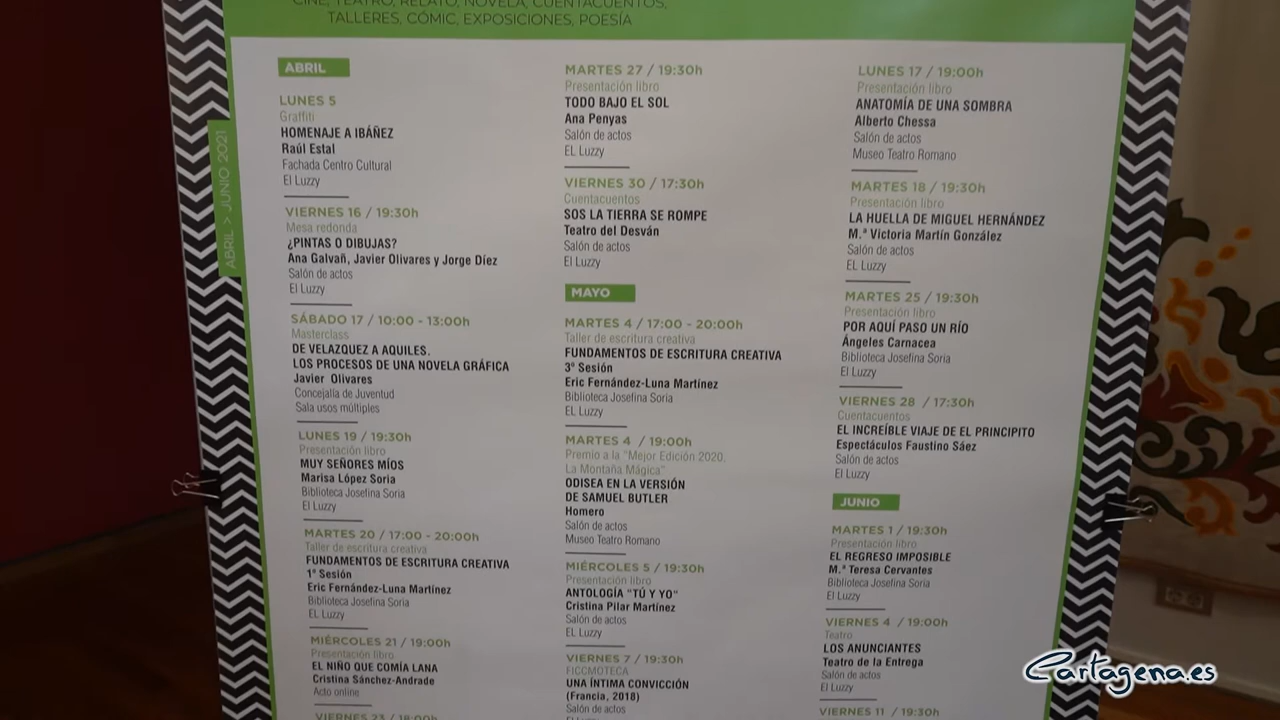 CINE, TEATRO, RELATO, NOVELA, CUENTACUENTOS,
TALLERES, CÓMIC, EXPOSICIONES, POESÍA
ABRIL > JUNIO 2021
ABRIL
LUNES 5
Graffiti
HOMENAJE A IBÁÑEZ
Raúl Estal
Fachada Centro Cultural
El Luzzy
VIERNES 16 / 19:30h
Mesa redonda
¿PINTAS O DIBUJAS?
Ana Galvañ, Javier Olivares y Jorge Díez
Salón de actos
El Luzzy
SÁBADO 17 / 10:00 - 13:00h
Masterclass
DE VELAZQUEZ A AQUILES.
LOS PROCESOS DE UNA NOVELA GRÁFICA
Javier Olivares
Concejalía de Juventud
Sala usos múltiples
LUNES 19 / 19:30h
Presentación libro
MUY SEÑORES MÍOS
Marisa López Soria
Biblioteca Josefina Soria
El Luzzy
MARTES 20 / 17:00 - 20:00h
Taller de escritura creativa
FUNDAMENTOS DE ESCRITURA CREATIVA
1º Sesión
Eric Fernández-Luna Martínez
Biblioteca Josefina Soria
EL Luzzy
MIÉRCOLES 21 / 19:00h
Presentación libro
EL NIÑO QUE COMÍA LANA
Cristina Sánchez-Andrade
Acto online
VIERNES 23 / 18:00h
MARTES 27 / 19:30h
Presentación libro
TODO BAJO EL SOL
Ana Penyas
Salón de actos
EL Luzzy
VIERNES 30 / 17:30h
Cuentacuentos
SOS LA TIERRA SE ROMPE
Teatro del Desván
Salón de actos
El Luzzy
MAYO
MARTES 4 / 17:00 - 20:00h
Taller de escritura creativa
FUNDAMENTOS DE ESCRITURA CREATIVA
3º Sesión
Eric Fernández-Luna Martínez
Biblioteca Josefina Soria
EL Luzzy
MARTES 4 / 19:00h
Premio a la "Mejor Edición 2020.
La Montaña Mágica"
ODISEA EN LA VERSIÓN
DE SAMUEL BUTLER
Homero
Salón de actos
Museo Teatro Romano
MIÉRCOLES 5 / 19:30h
Presentación libro
ANTOLOGÍA "TÚ Y YO"
Cristina Pilar Martínez
Salón de actos
EL Luzzy
VIERNES 7 / 19:30h
FICCMOTECA
UNA ÍNTIMA CONVICCIÓN
(Francia, 2018)
Salón de actos
El Luzzy
LUNES 17 / 19:00h
Presentación libro
ANATOMÍA DE UNA SOMBRA
Alberto Chessa
Salón de actos
Museo Teatro Romano
MARTES 18 / 19:30h
Presentación libro
LA HUELLA DE MIGUEL HERNÁNDEZ
M.ª Victoria Martín González
Salón de actos
EL Luzzy
MARTES 25 / 19:30h
Presentación libro
POR AQUÍ PASO UN RÍO
Ángeles Carnacea
Biblioteca Josefina Soria
El Luzzy
VIERNES 28 / 17:30h
Cuentacuentos
EL INCREÍBLE VIAJE DE EL PRINCIPITO
Espectáculos Faustino Sáez
Salón de actos
El Luzzy
JUNIO
MARTES 1 / 19:30h
Presentación libro
EL REGRESO IMPOSIBLE
M.ª Teresa Cervantes
Biblioteca Josefina Soria
El Luzzy
VIERNES 4 / 19:00h
Teatro
LOS ANUNCIANTES
Teatro de la Entrega
Salón de actos
El Luzzy
VIERNES 11 / 19:30h
Cartagena.es